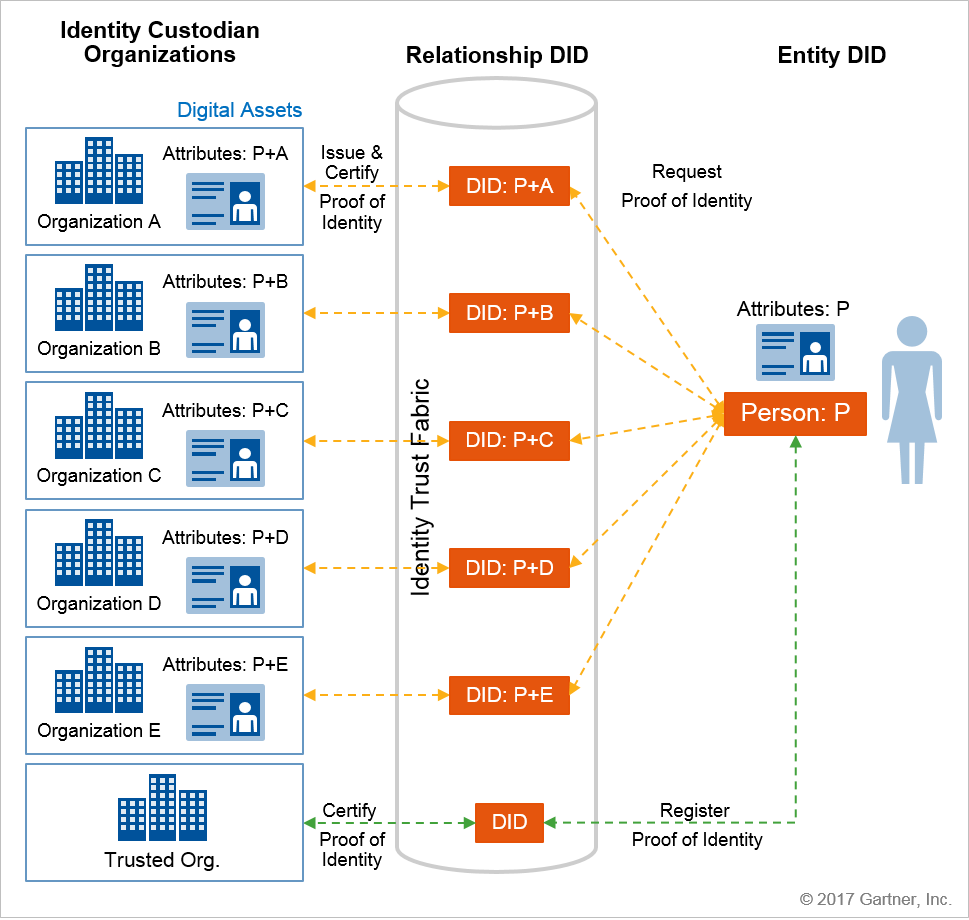 Identity Custodian
Organizations
Relationship DID
Entity DID
Digital Assets
Attributes: P+A
Organization A
Issue &
Certify
Proof of
Identity
DID: P+A
Request
Proof of Identity
Attributes: P+B
Organization B
DID: P+B
Attributes: P
Person: P
Attributes: P+C
Organization C
DID: P+C
Identity Trust Fabric
Attributes: P+D
Organization D
DID: P+D
Attributes: P+E
Organization E
DID: P+E
Trusted Org.
Certify
Proof of
Identity
DID
Register
Proof of Identity
© 2017 Gartner, Inc.